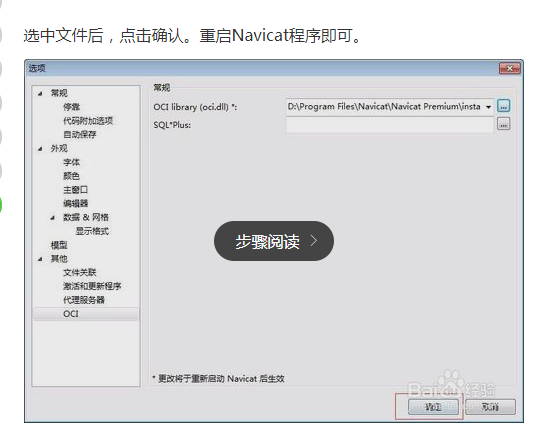 选中文件后，点击确认。重启Navicat程序即可。
选项
常规
停靠
代码附加选项
自动保存
外观
字体
颜色
主窗口
编辑器
数据 & 网格
显示格式
模型
其他
文件关联
激活和更新程序
代理服务器
OCI
常规
OCI library (oci.dll) *:
D:\Program Files\Navicat\Navicat Premium\insta
...
SQL*Plus:
...
步骤阅读
* 更改将于重新启动 Navicat 后生效
Baidu 经验
确定
取消